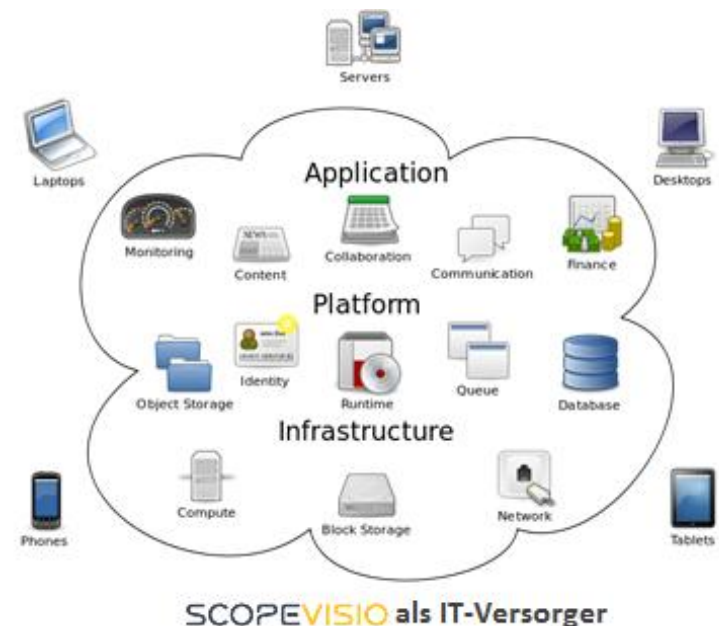 Servers
Laptops
Desktops
Application
Monitoring
NEWS
Content
Collaboration
Communication
Finance
Platform
Object Storage
Identity
Runtime
Queue
Database
Infrastructure
Compute
Block Storage
Network
Phones
Tablets
SCOPEVISIO als IT-Versorger